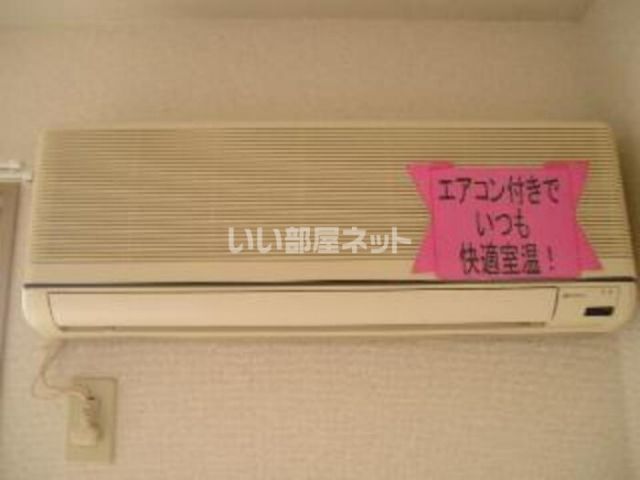 エアコン付きで
いつも
快適室温！
いい部屋ネット